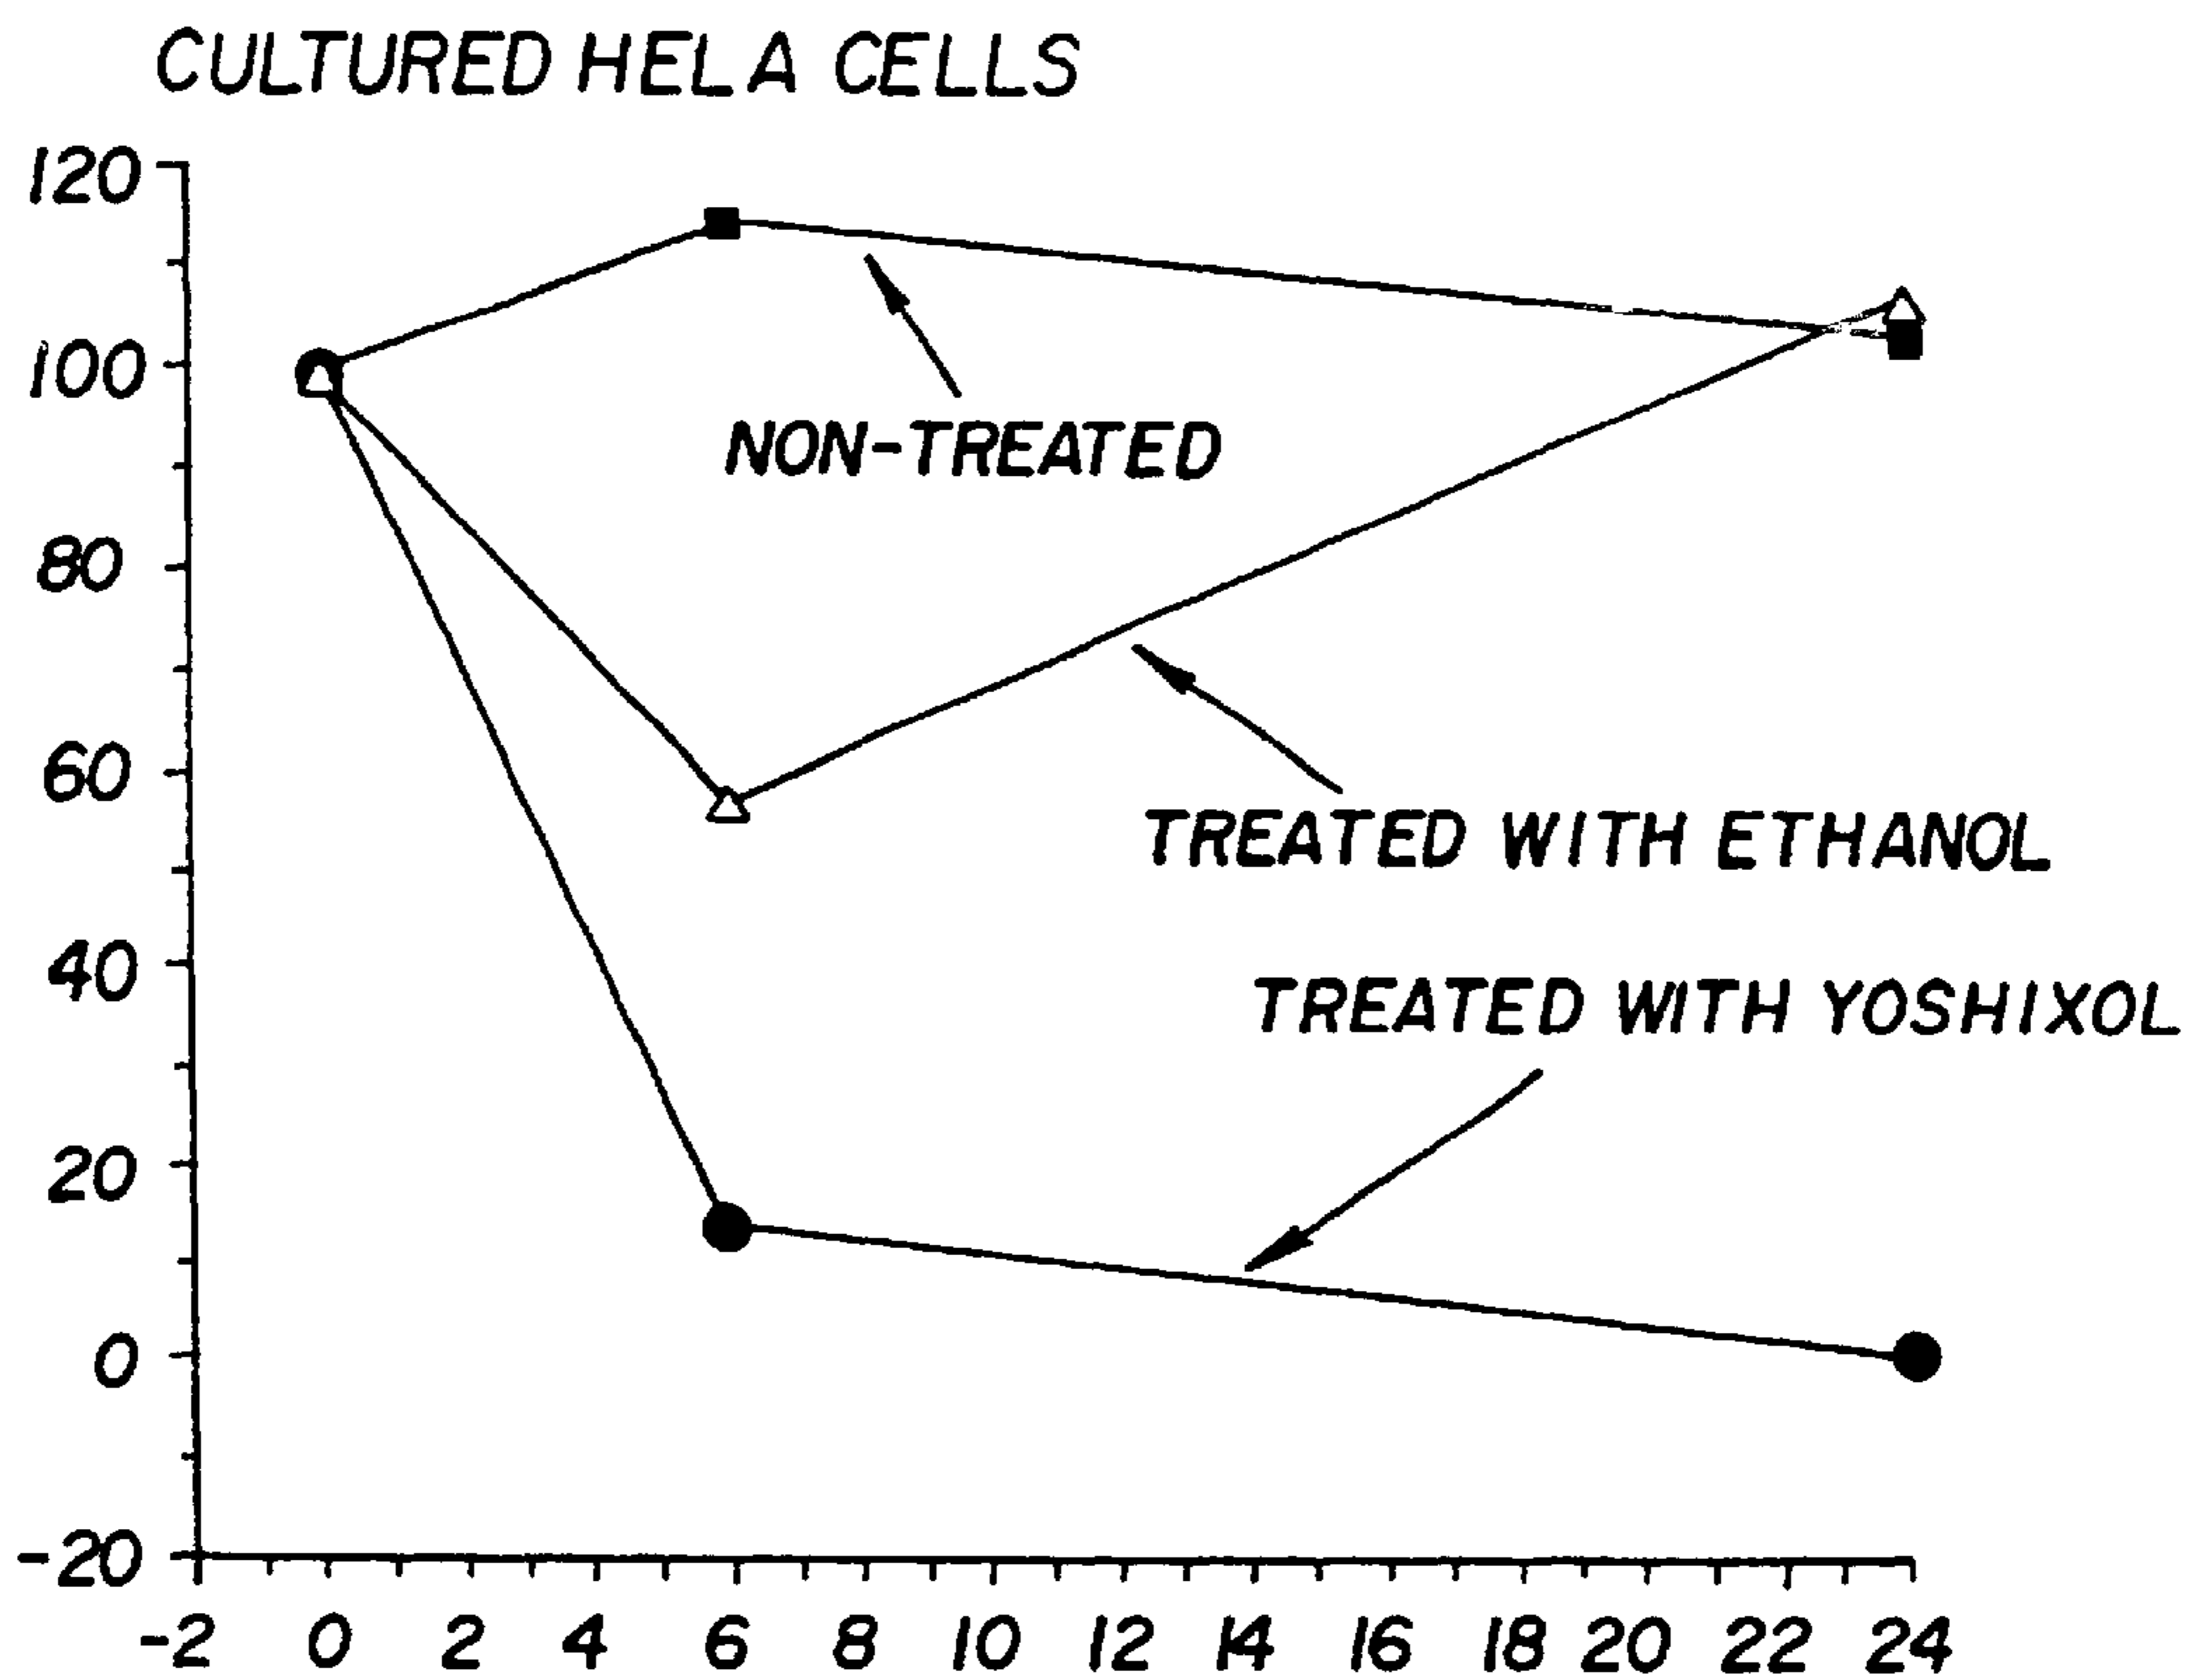 CULTURED HELA CELLS
120
100
NON-TREATED
80
60
TREATED WITH ETHANOL
40
TREATED WITH YOSHIXOL
20
0
-20
-2 0 2 4 6 8 10 12 14 16 18 20 22 24